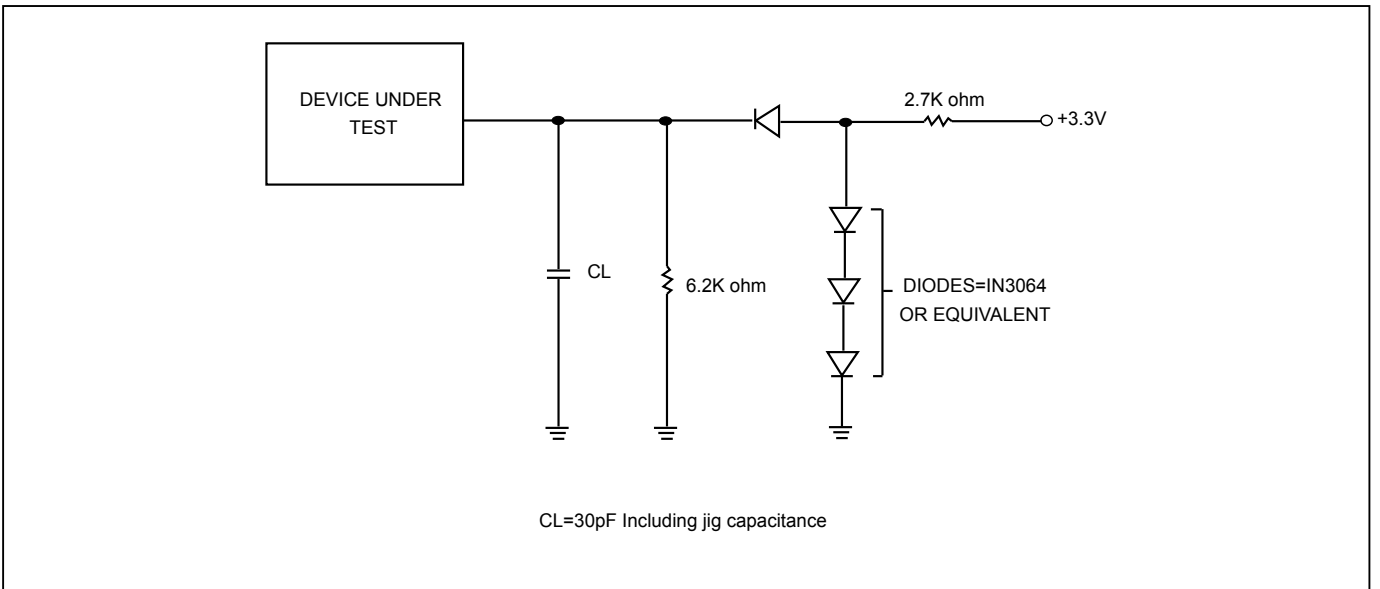 DEVICE UNDER
TEST
2.7K ohm
+3.3V
CL
6.2K ohm
DIODES=IN3064
OR EQUIVALENT
CL=30pF Including jig capacitance